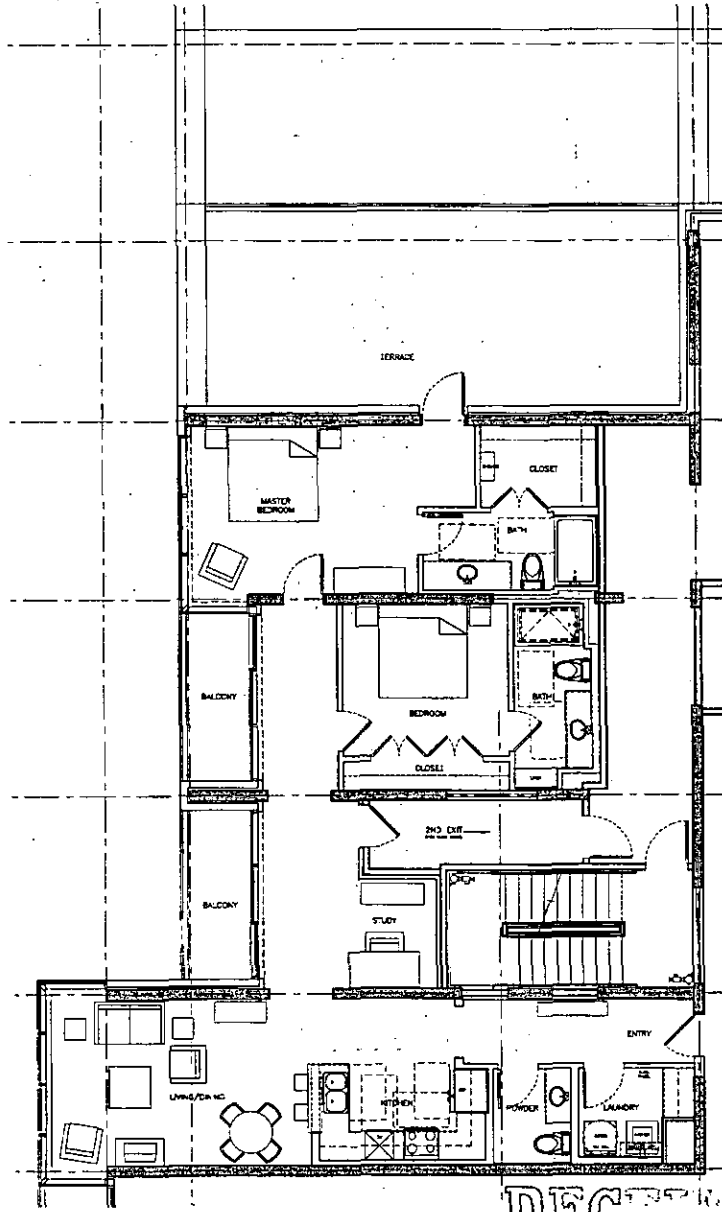 TERRACE
CLOSET
MASTER
BEDROOM
BATH
BALCONY
BEDROOM
BATH
CLOSET
2ND EXIT
BALCONY
STUDY
ENTRY
LIVING/DINING
KITCHEN
POWDER
LAUNDRY